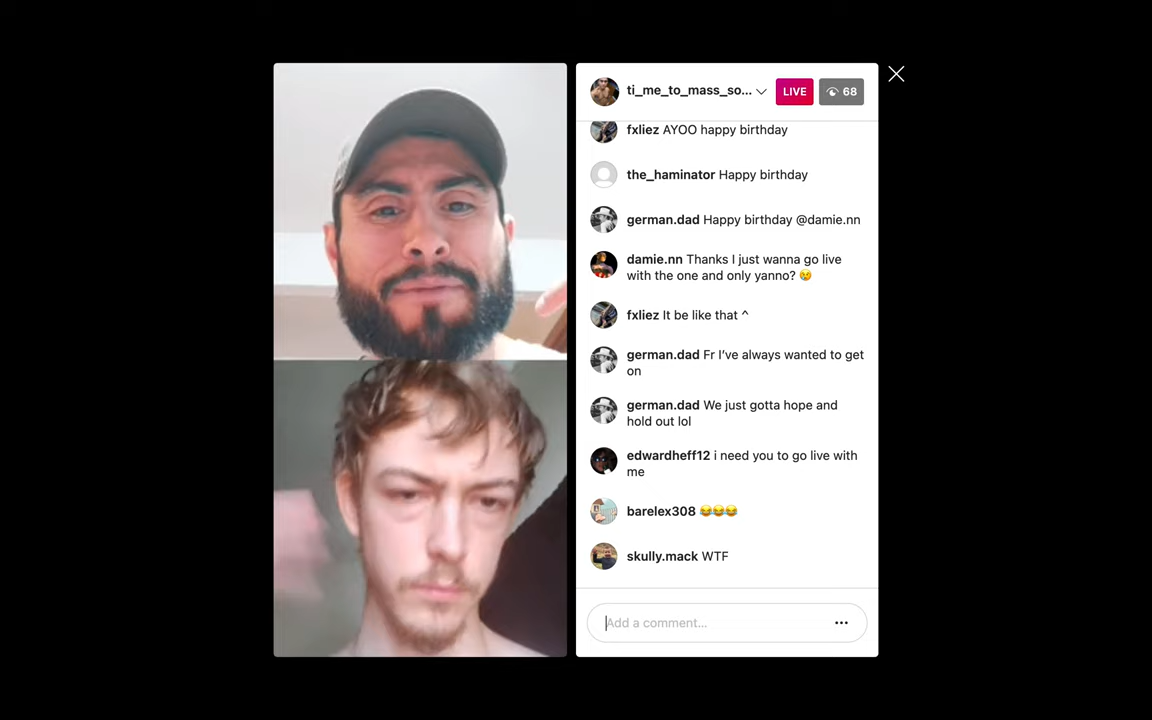 ti_me_to_mass_so...
LIVE
68
fxliez AYOO happy birthday
the_haminator Happy birthday
german.dad Happy birthday @damie.nn
damie.nn Thanks I just wanna go live
with the one and only yanno? 🥲
fxliez It be like that ^
german.dad Fr I’ve always wanted to get
on
german.dad We just gotta hope and
hold out lol
edwardheff12 i need you to go live with
me
barelex308 😂😂😂
skully.mack WTF
Add a comment...